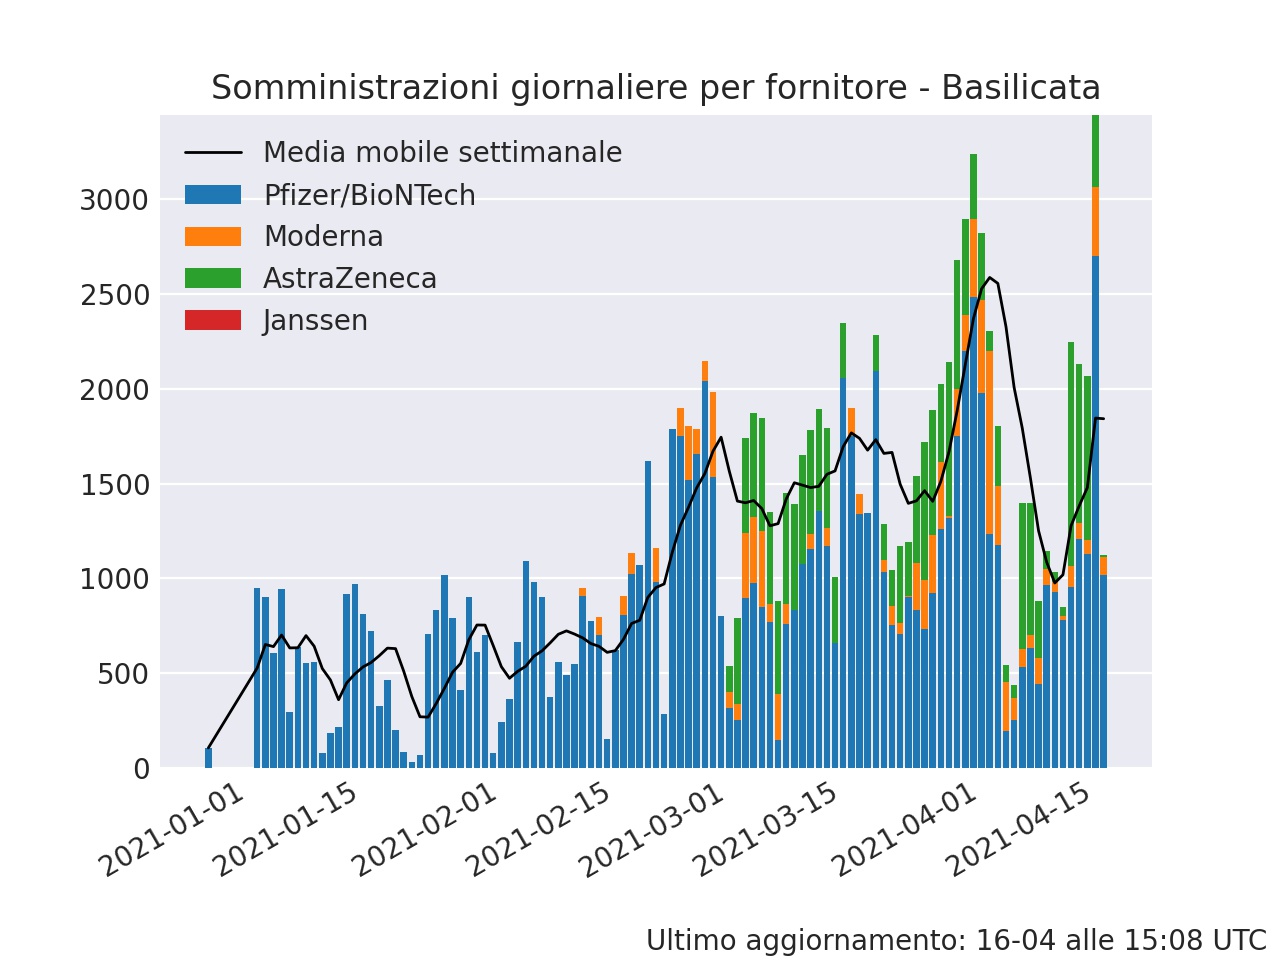 Somministrazioni giornaliere per fornitore - Basilicata
Media mobile settimanale
Pfizer/BioNTech
Moderna
AstraZeneca
Janssen
3000
2500
2000
1500
1000
500
0
2021-01-01
2021-01-15
2021-02-01
2021-02-15
2021-03-01
2021-03-15
2021-04-01
2021-04-15
Ultimo aggiornamento: 16-04 alle 15:08 UTC